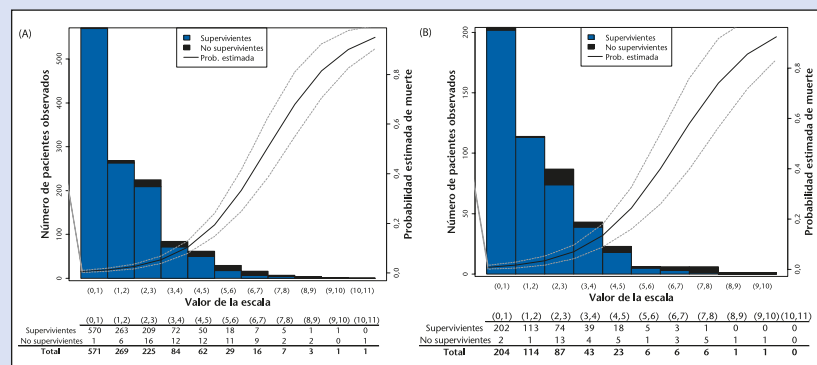 (A)
Supervivientes
No supervivientes
Prob. estimada
Número de pacientes observados
500
400
300
200
100
0
Probabilidad estimada de muerte
0,8
0,6
0,4
0,2
0,0
(0,1) (1,2) (2,3) (3,4) (4,5) (5,6) (6,7) (7,8) (8,9) (9,10) (10,11)
Valor de la escala
(0,1) (1,2) (2,3) (3,4) (4,5) (5,6) (6,7) (7,8) (8,9) (9,10) (10,11)
Supervivientes 570 263 209 72 50 18 7 5 1 1 0
No supervivientes 1 6 16 12 12 11 9 2 2 0 1
Total 571 269 225 84 62 29 16 7 3 1 1
(B)
Supervivientes
No supervivientes
Prob. estimada
Número de pacientes observados
200
150
100
50
0
Probabilidad estimada de muerte
0,8
0,6
0,4
0,2
0,0
(0,1) (1,2) (2,3) (3,4) (4,5) (5,6) (6,7) (7,8) (8,9) (9,10)
Valor de la escala
(0,1) (1,2) (2,3) (3,4) (4,5) (5,6) (6,7) (7,8) (8,9) (9,10) (10,11)
Supervivientes 202 113 74 39 18 5 3 1 0 0 0
No supervivientes 2 1 13 4 5 1 3 5 1 1 0
Total 204 114 87 43 23 6 6 6 1 1 0